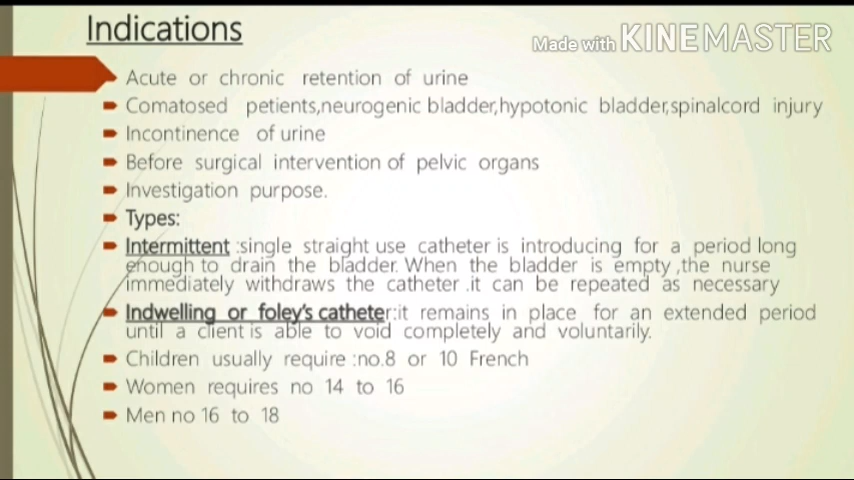 Indications
Made with KINEMASTER
Acute or chronic retention of urine
Comatosed petients,neurogenic bladder,hypotonic bladder,spinalcord injury
Incontinence of urine
Before surgical intervention of pelvic organs
Investigation purpose.
Types:
Intermittent :single straight use catheter is introducing for a period long
enough to drain the bladder. When the bladder is empty ,the nurse
immediately withdraws the catheter .it can be repeated as necessary
Indwelling or foley's catheter:it remains in place for an extended period
until a client is able to void completely and voluntarily.
Children usually require :no.8 or 10 French
Women requires no 14 to 16
Men no 16 to 18